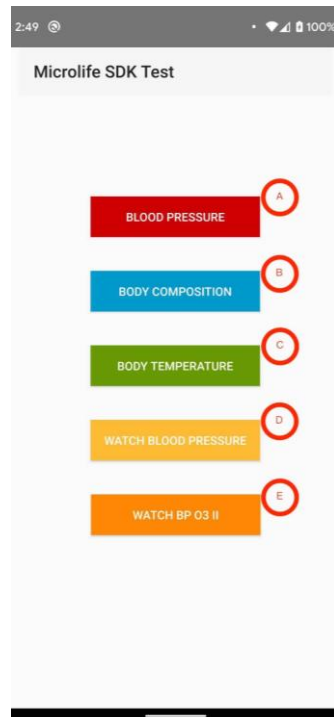 2:49 100%
Microlife SDK Test
A
BLOOD PRESSURE
B
BODY COMPOSITION
C
BODY TEMPERATURE
D
WATCH BLOOD PRESSURE
E
WATCH BP O3 II